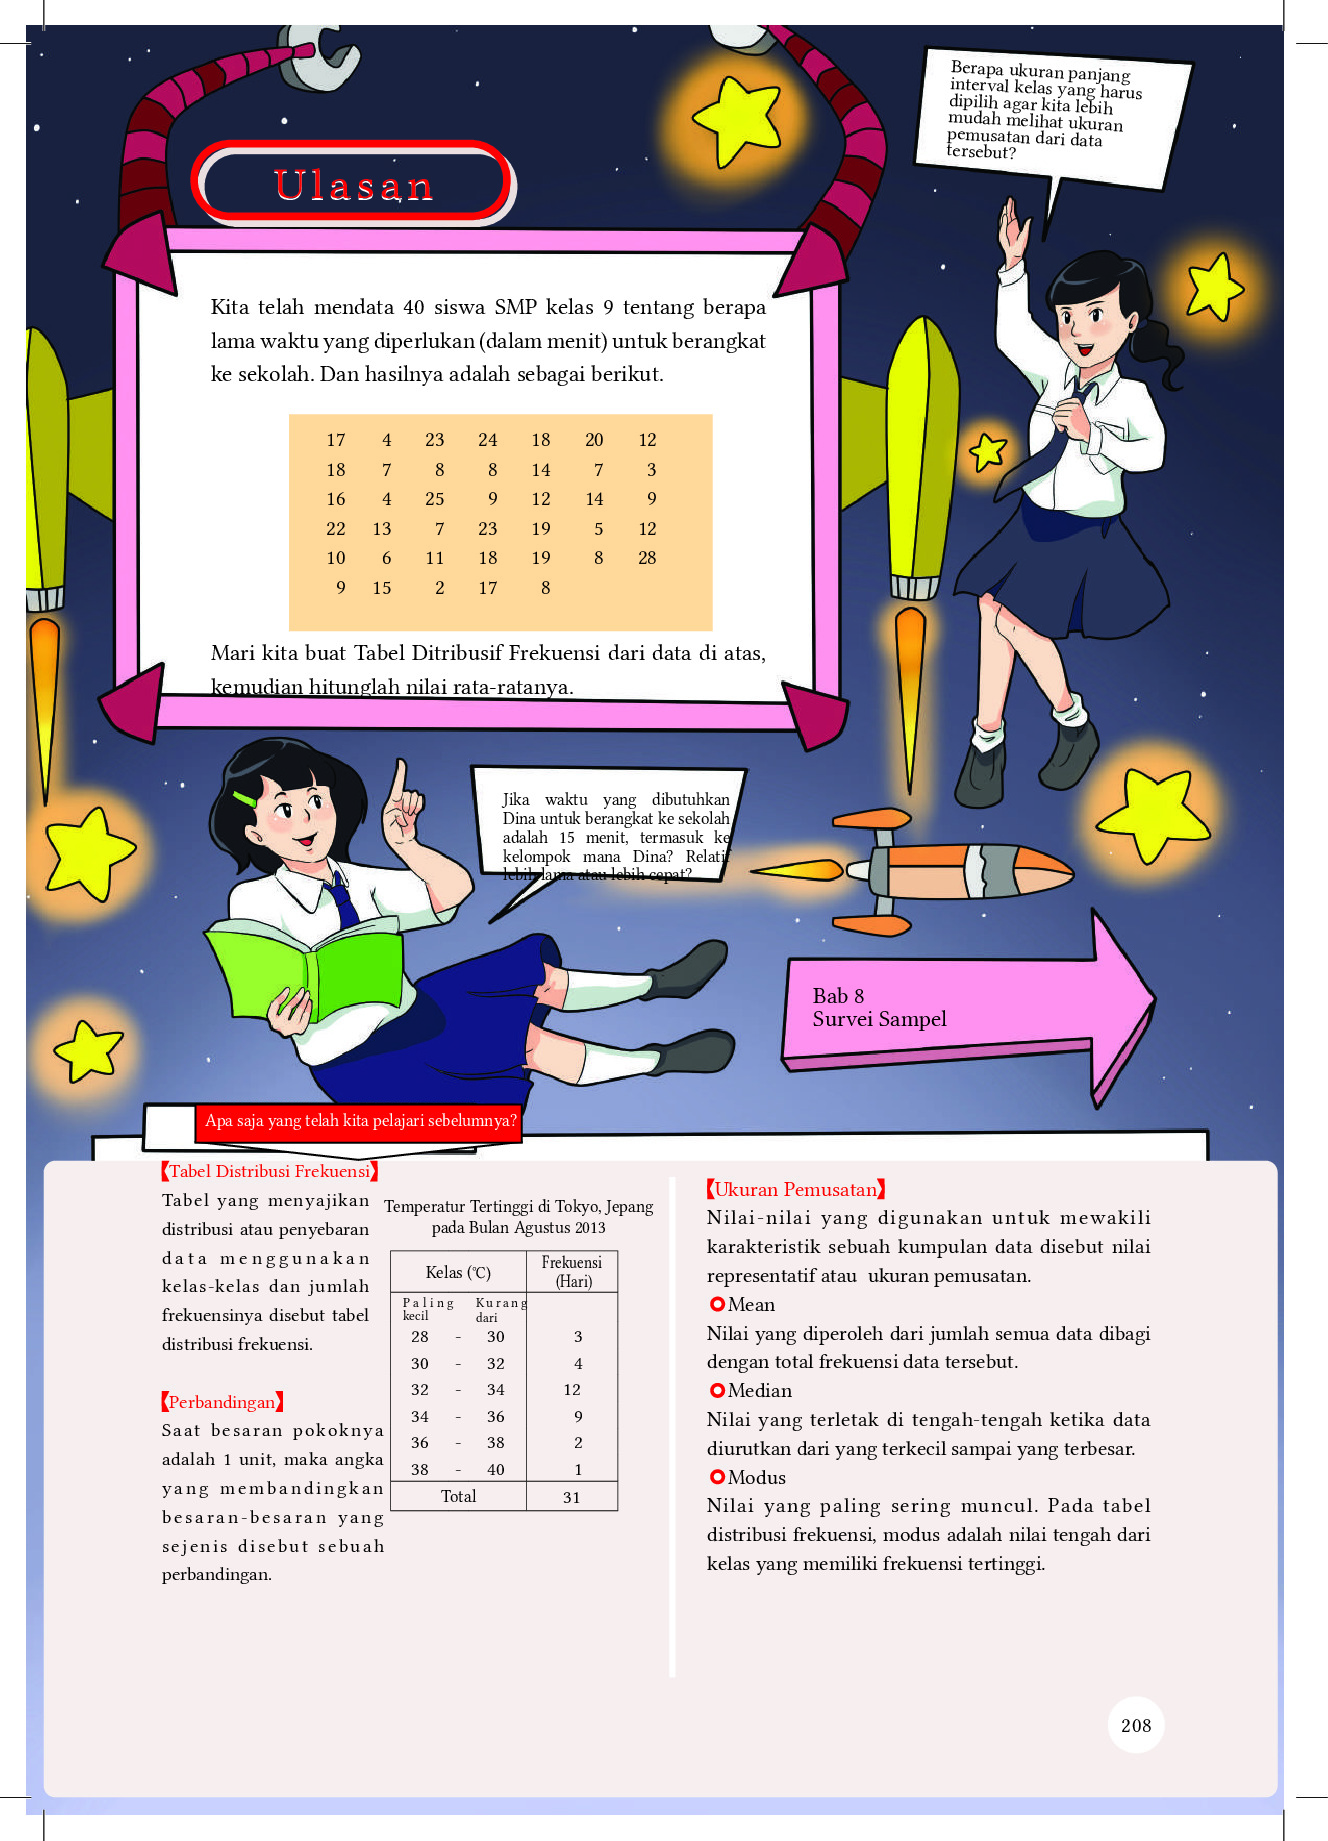 Berapa ukuran panjang
interval kelas yang harus
dipilih agar kita lebih
mudah melihat ukuran
pemusatan dari data
tersebut?
Ulasan
Kita telah mendata 40 siswa SMP kelas 9 tentang berapa
lama waktu yang diperlukan (dalam menit) untuk berangkat
ke sekolah. Dan hasilnya adalah sebagai berikut.
17 4 23 24 18 20 12
18 7 8 8 14 7 3
16 4 25 9 12 14 9
22 13 7 23 19 5 12
10 6 11 18 19 8 28
9 15 2 17 8
Mari kita buat Tabel Ditribusif Frekuensi dari data di atas,
kemudian hitunglah nilai rata-ratanya.
Jika waktu yang dibutuhkan
Dina untuk berangkat ke sekolah
adalah 15 menit, termasuk ke
kelompok mana Dina? Relatif
lebih lama atau lebih cepat?
Bab 8
Survei Sampel
Apa saja yang telah kita pelajari sebelumnya?
【Tabel Distribusi Frekuensi】
Tabel yang menyajikan
distribusi atau penyebaran
data menggunakan
kelas-kelas dan jumlah
frekuensinya disebut tabel
distribusi frekuensi.
【Perbandingan】
Saat besaran pokoknya
adalah 1 unit, maka angka
yang membandingkan
besaran-besaran yang
sejenis disebut sebuah
perbandingan.
Temperatur Tertinggi di Tokyo, Jepang
pada Bulan Agustus 2013
Kelas (℃) Frekuensi
(Hari)
Paling Kurang
kecil dari
28 - 30 3
30 - 32 4
32 - 34 12
34 - 36 9
36 - 38 2
38 - 40 1
Total 31
【Ukuran Pemusatan】
Nilai-nilai yang digunakan untuk mewakili
karakteristik sebuah kumpulan data disebut nilai
representatif atau ukuran pemusatan.
Mean
Nilai yang diperoleh dari jumlah semua data dibagi
dengan total frekuensi data tersebut.
Median
Nilai yang terletak di tengah-tengah ketika data
diurutkan dari yang terkecil sampai yang terbesar.
Modus
Nilai yang paling sering muncul. Pada tabel
distribusi frekuensi, modus adalah nilai tengah dari
kelas yang memiliki frekuensi tertinggi.
208